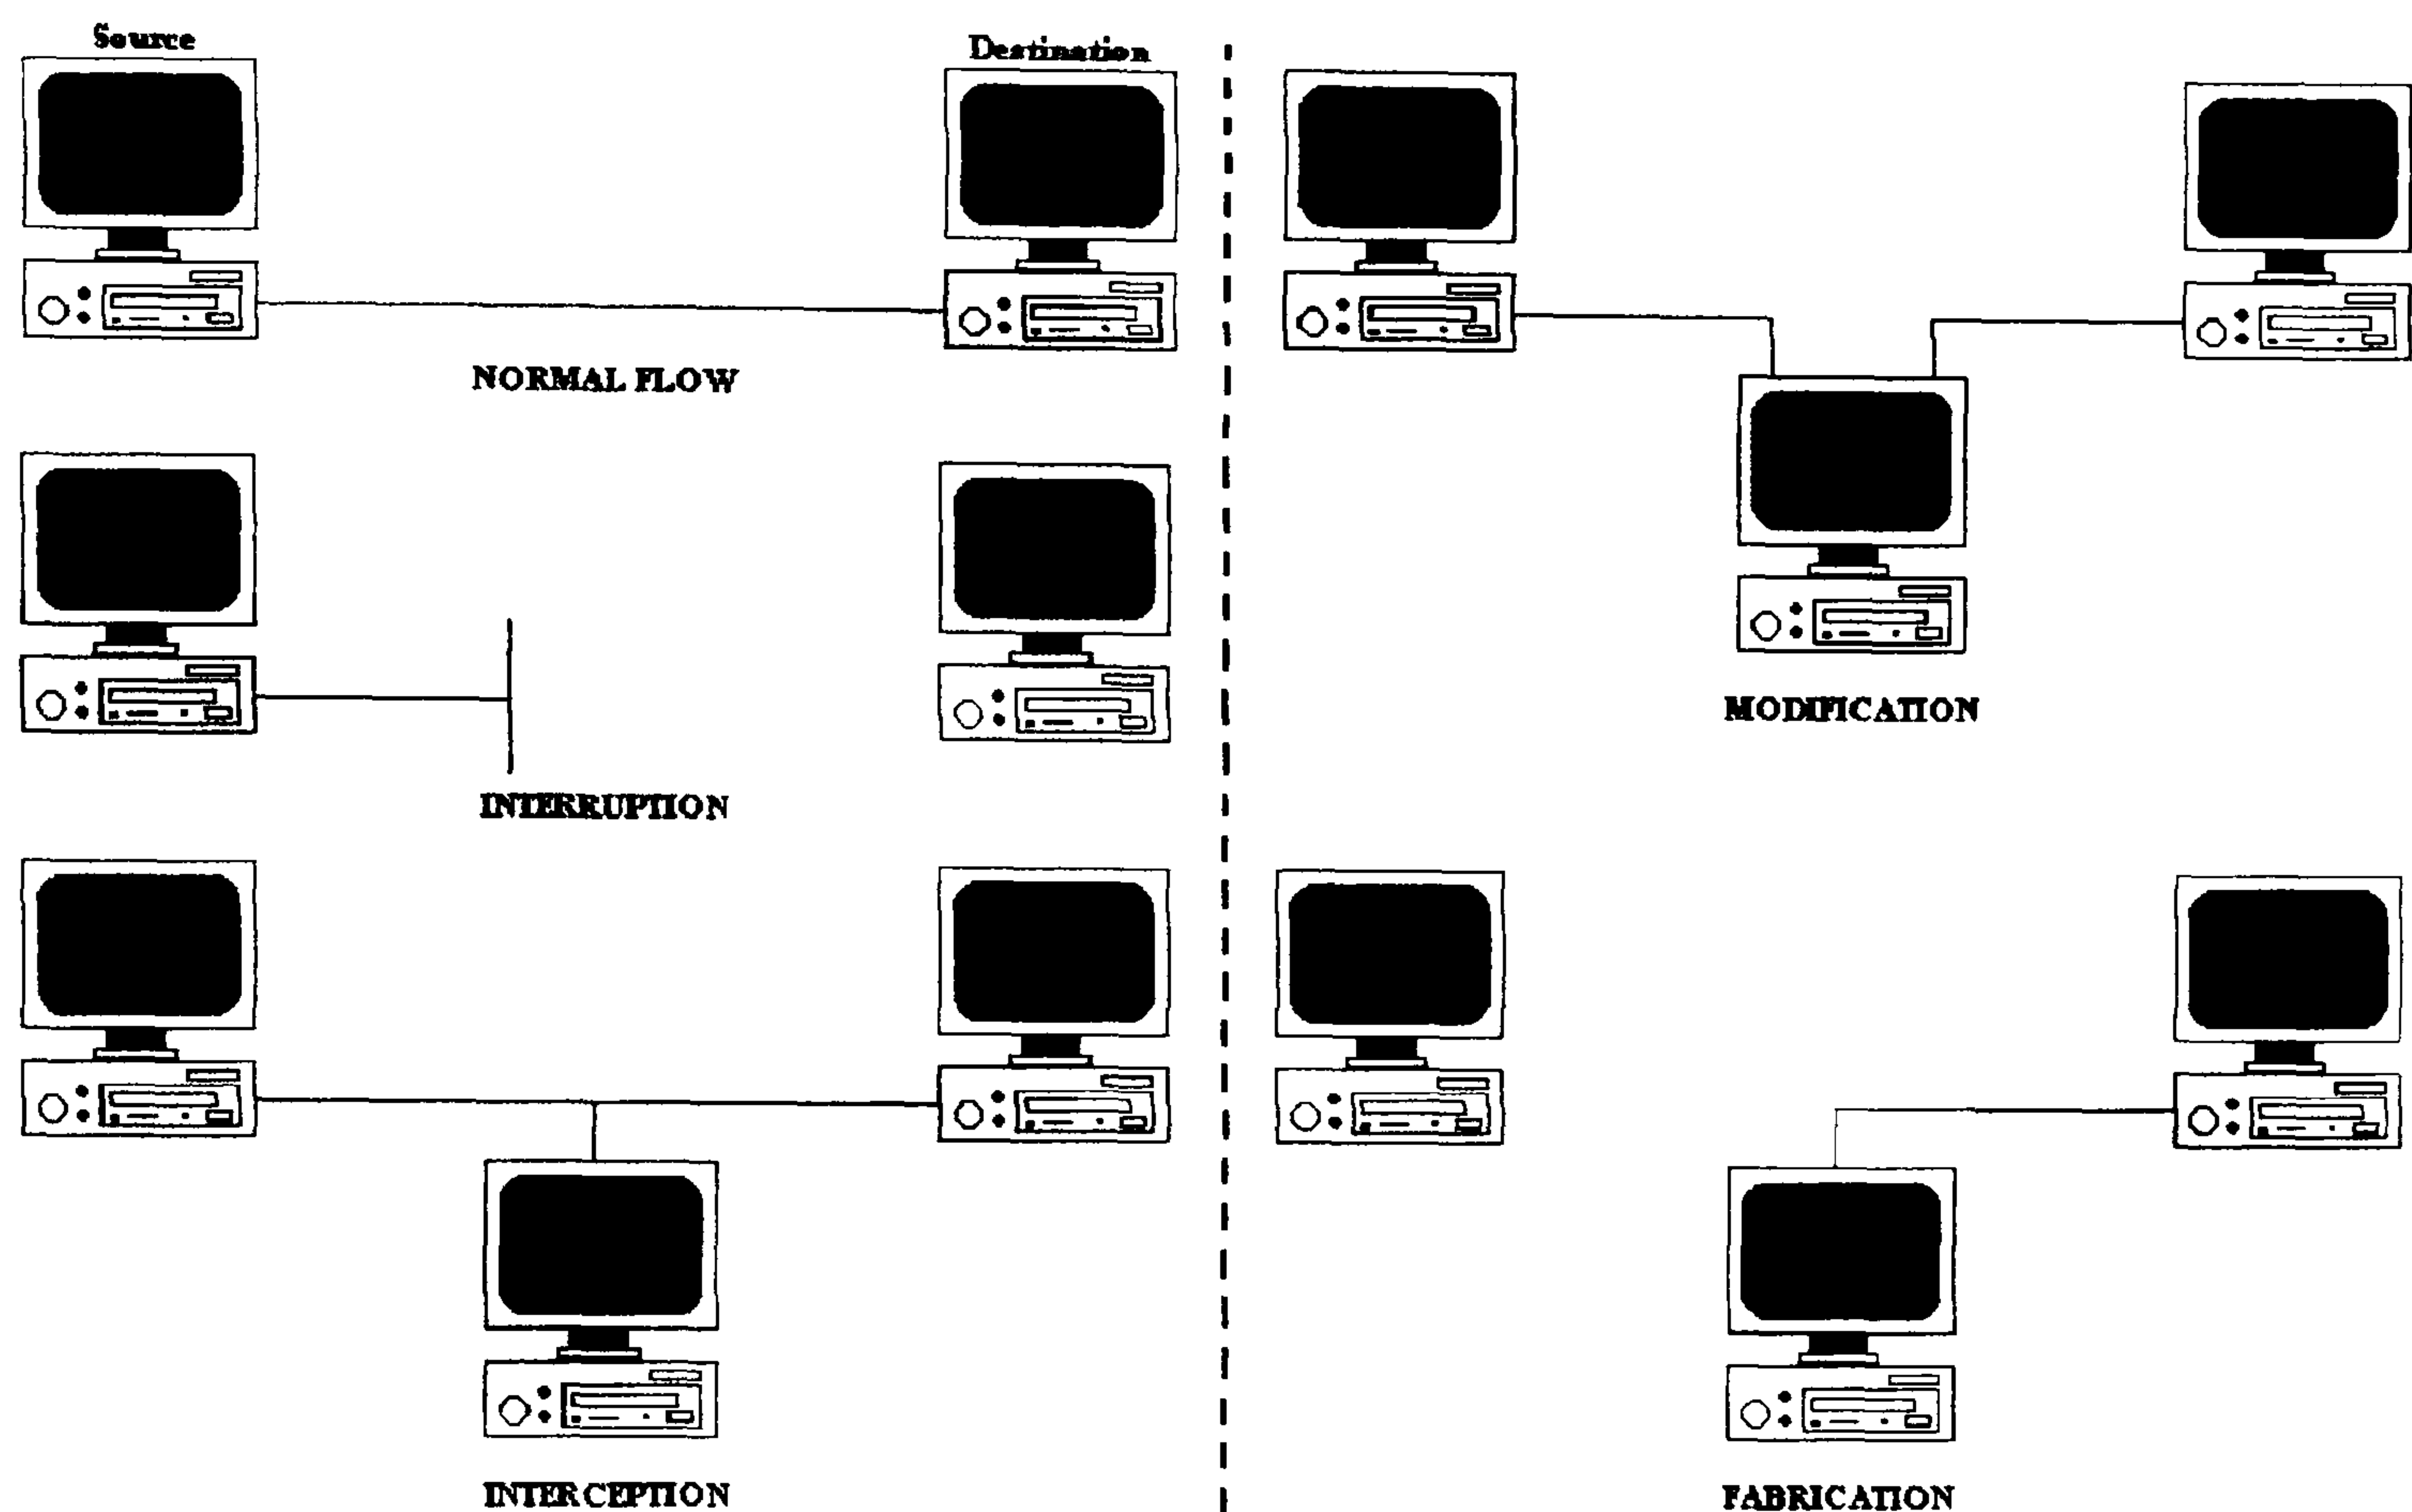 Source
Destination
NORMAL FLOW
INTERRUPTION
INTERCEPTION
MODIFICATION
FABRICATION